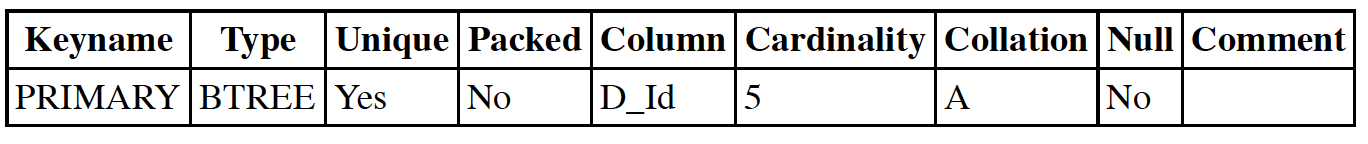 Keyname Type Unique Packed Column Cardinality Collation Null Comment
PRIMARY BTREE Yes No D_Id 5 A No